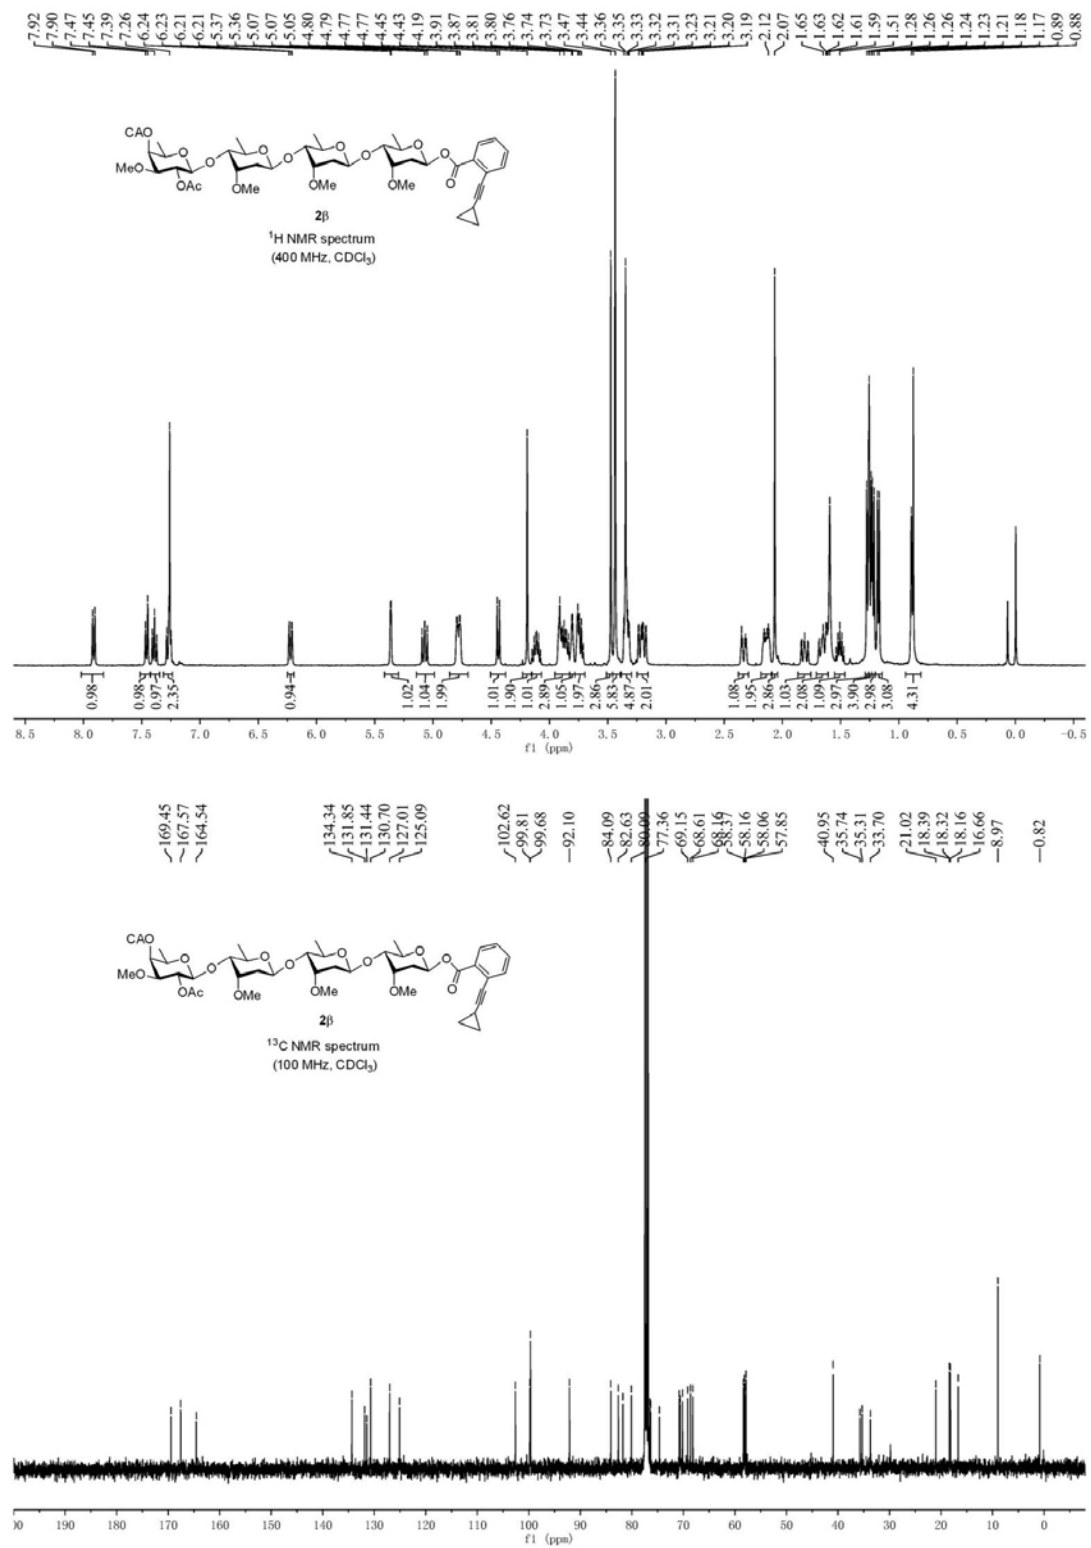 7.92 7.90 7.47 7.45 7.39 7.26 6.24 6.23 6.21 6.21 5.37 5.36 5.07 5.07 5.05 4.80 4.79 4.77 4.77 4.45 4.43 4.19 3.91 3.87 3.81 3.80 3.76 3.74 3.73 3.47 3.44 3.36 3.35 3.33 3.32 3.31 3.23 3.21 3.20 3.19 2.12 2.07 1.65 1.63 1.62 1.61 1.59 1.51 1.28 1.26 1.26 1.24 1.23 1.21 1.18 1.17 0.89 0.88
CAO
MeO
OAc
OMe
OMe
OMe
O
O
O
O
O
O
O
O
O
2β
¹H NMR spectrum
(400 MHz, CDCl₃)
0.98 0.98 0.97 2.35 0.94 1.02 1.04 1.99 1.01 1.90 1.01 2.89 1.05 1.97 2.86 5.83 4.87 2.01 1.08 1.95 2.86 1.03 2.08 1.09 2.97 3.90 2.98 3.08 4.31
8.5 8.0 7.5 7.0 6.5 6.0 5.5 5.0 4.5 4.0 3.5 3.0 2.5 2.0 1.5 1.0 0.5 0.0 -0.5
f1 (ppm)
169.45 167.57 164.54 134.34 131.85 131.44 130.70 127.01 125.09 102.62 99.81 99.68 92.10 84.09 82.63 77.36 69.15 68.61 58.16 58.06 57.85 40.95 35.74 35.31 33.70 21.02 18.39 18.32 18.16 16.66 8.97 0.82
CAO
MeO
OAc
OMe
OMe
OMe
O
O
O
O
O
O
O
O
O
2β
¹³C NMR spectrum
(100 MHz, CDCl₃)
190 180 170 160 150 140 130 120 110 100 90 80 70 60 50 40 30 20 10 0
f1 (ppm)